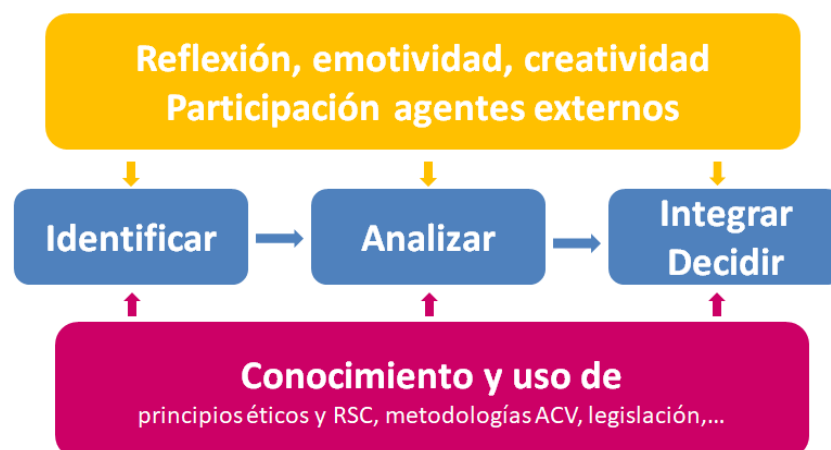 Reflexión, emotividad, creatividad
Participación agentes externos
Identificar
Analizar
Integrar
Decidir
Conocimiento y uso de
principios éticos y RSC, metodologías ACV, legislación,...